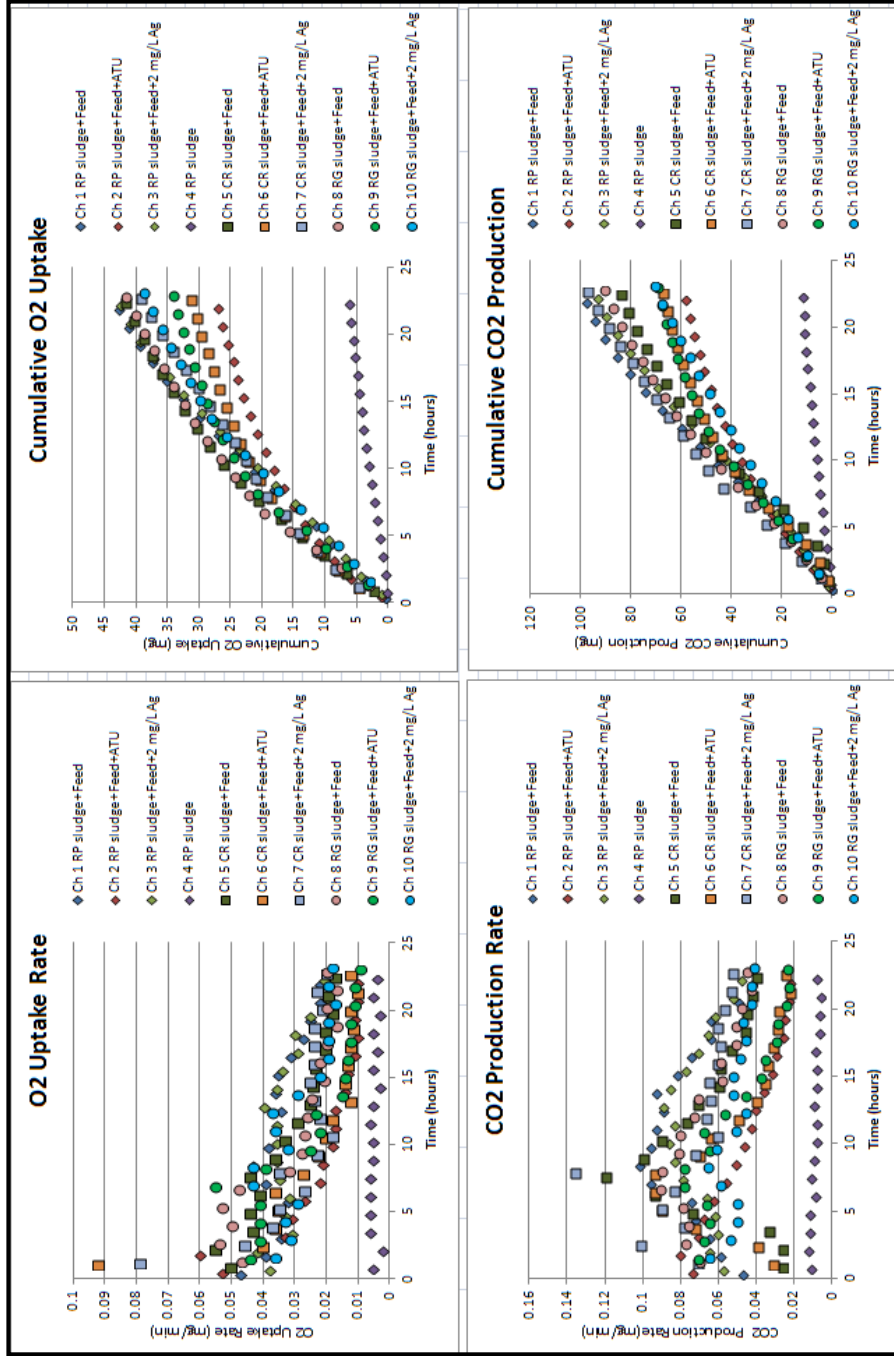 O2 Uptake Rate
O2 Uptake Rate (mg/min)
0.1
0.09
0.08
0.07
0.06
0.05
0.04
0.03
0.02
0.01
0
0 5 10 15 20 25
Time (hours)
Ch 1 RP sludge+Feed
Ch 2 RP sludge+Feed+ATU
Ch 3 RP sludge+Feed+2 mg/L Ag
Ch 4 RP sludge
Ch 5 CR sludge+Feed
Ch 6 CR sludge+Feed+ATU
Ch 7 CR sludge+Feed+2 mg/L Ag
Ch 8 RG sludge+Feed
Ch 9 RG sludge+Feed+ATU
Ch 10 RG sludge+Feed+2 mg/L Ag
Cumulative O2 Uptake
Cumulative O2 Uptake (mg)
50
45
40
35
30
25
20
15
10
5
0
0 5 10 15 20 25
Time (hours)
Ch 1 RP sludge+Feed
Ch 2 RP sludge+Feed+ATU
Ch 3 RP sludge+Feed+2 mg/L Ag
Ch 4 RP sludge
Ch 5 CR sludge+Feed
Ch 6 CR sludge+Feed+ATU
Ch 7 CR sludge+Feed+2 mg/L Ag
Ch 8 RG sludge+Feed
Ch 9 RG sludge+Feed+ATU
Ch 10 RG sludge+Feed+2 mg/L Ag
CO2 Production Rate
CO2 Production Rate (mg/min)
0.16
0.14
0.12
0.1
0.08
0.06
0.04
0.02
0
0 5 10 15 20 25
Time (hours)
Ch 1 RP sludge+Feed
Ch 2 RP sludge+Feed+ATU
Ch 3 RP sludge+Feed+2 mg/L Ag
Ch 4 RP sludge
Ch 5 CR sludge+Feed
Ch 6 CR sludge+Feed+ATU
Ch 7 CR sludge+Feed+2 mg/L Ag
Ch 8 RG sludge+Feed
Ch 9 RG sludge+Feed+ATU
Ch 10 RG sludge+Feed+2 mg/L Ag
Cumulative CO2 Production
Cumulative CO2 Production (mg)
120
100
80
60
40
20
0
0 5 10 15 20 25
Time (hours)
Ch 1 RP sludge+Feed
Ch 2 RP sludge+Feed+ATU
Ch 3 RP sludge+Feed+2 mg/L Ag
Ch 4 RP sludge
Ch 5 CR sludge+Feed
Ch 6 CR sludge+Feed+ATU
Ch 7 CR sludge+Feed+2 mg/L Ag
Ch 8 RG sludge+Feed
Ch 9 RG sludge+Feed+ATU
Ch 10 RG sludge+Feed+2 mg/L Ag